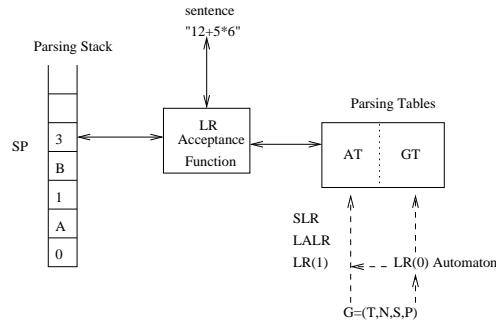 sentence
"12+5*6"
Parsing Stack
LR
Acceptance
Function
Parsing Tables
SP
3
B
1
A
0
AT
GT
SLR
LALR
LR(1)
LR(0) Automaton
G=(T,N,S,P)